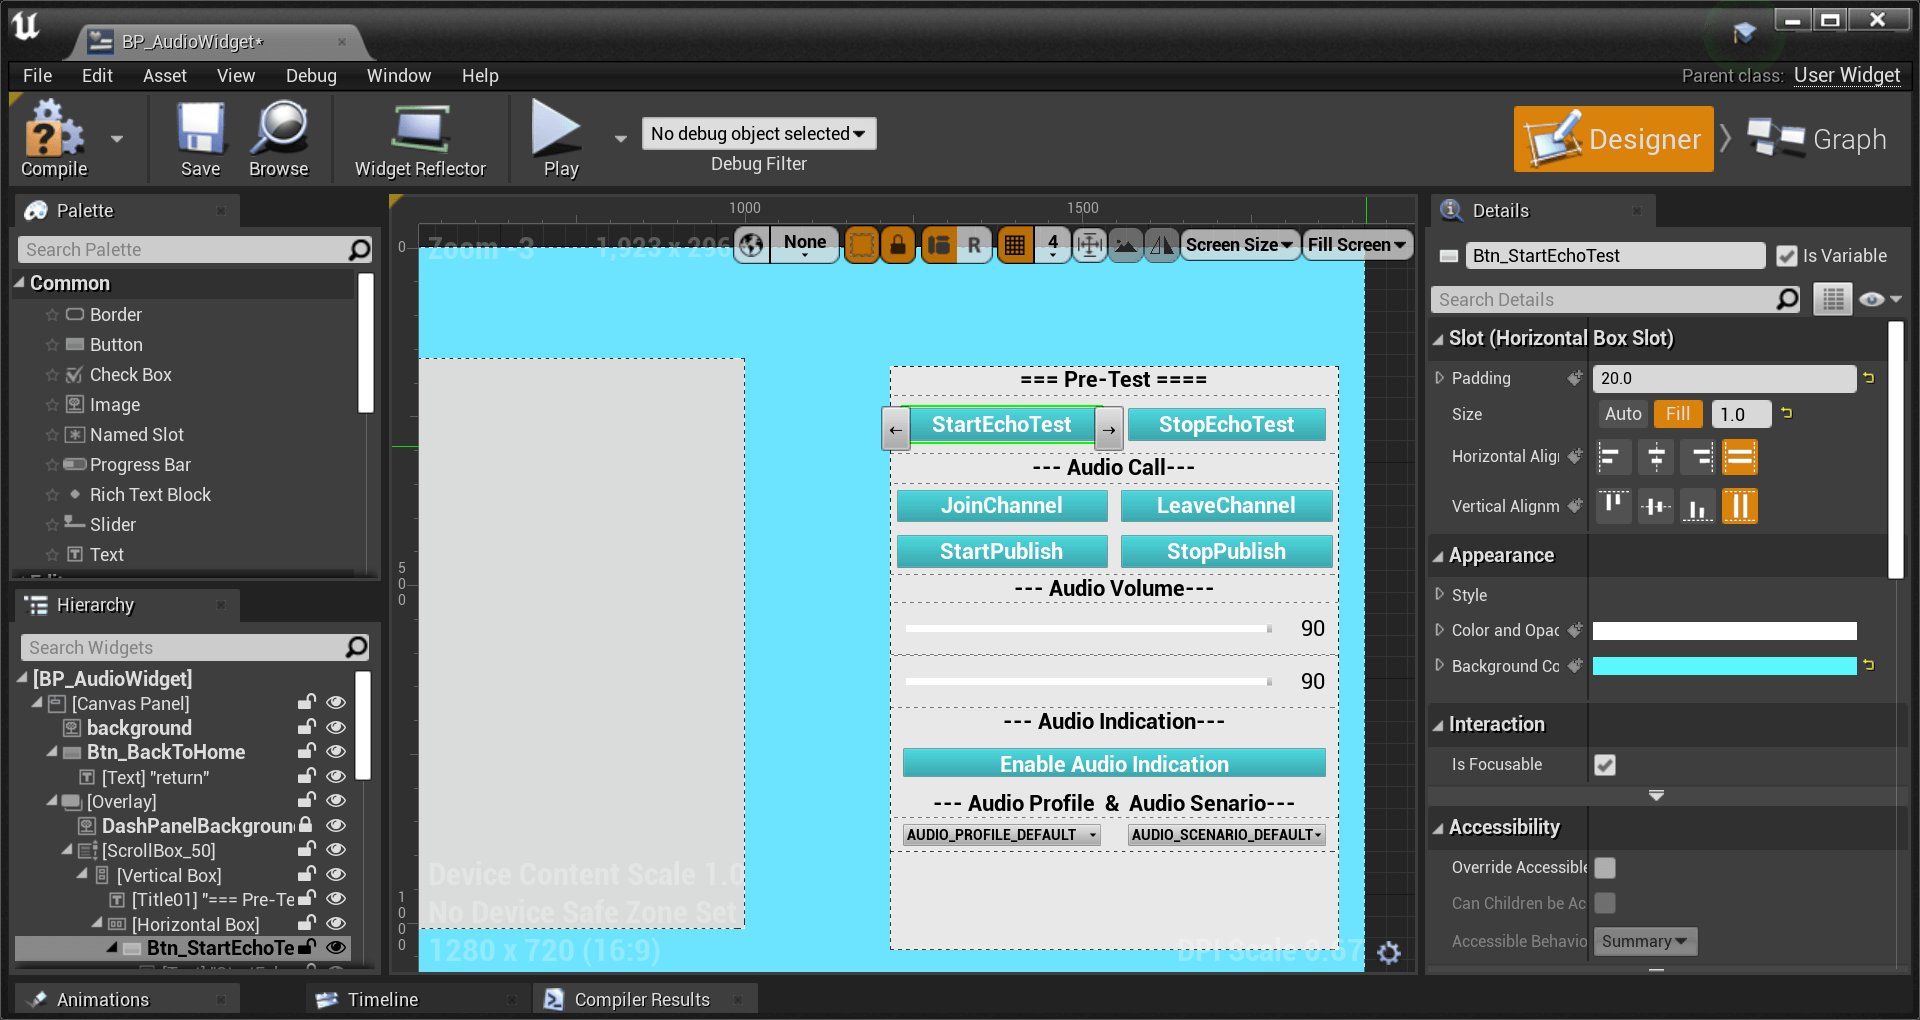 BP_AudioWidget*
File Edit Asset View Debug Window Help
Parent class: User Widget
Compile
Save
Browse
Widget Reflector
Play
No debug object selected
Debug Filter
Designer
Graph
Palette
Search Palette
Common
Border
Button
Check Box
Image
Named Slot
Progress Bar
Rich Text Block
Slider
Text
Hierarchy
Search Widgets
[BP_AudioWidget]
[Canvas Panel]
background
Btn_BackToHome
[Text] "return"
[Overlay]
DashPanelBackgroun
[ScrollBox_50]
[Vertical Box]
[Title01] "=== Pre-Te
[Horizontal Box]
Btn_StartEchoTe
1000
1500
0
500
1000
Zoom -3
1,923 x 296
None
R
4
Screen Size
Fill Screen
=== Pre-Test ====
StartEchoTest
StopEchoTest
--- Audio Call---
JoinChannel
LeaveChannel
StartPublish
StopPublish
--- Audio Volume---
90
90
--- Audio Indication---
Enable Audio Indication
--- Audio Profile & Audio Senario---
AUDIO_PROFILE_DEFAULT
AUDIO_SCENARIO_DEFAULT
Device Content Scale 1.0
No Device Safe Zone Set
1280 x 720 (16:9)
DPI Scale 0.67
Details
Btn_StartEchoTest
Is Variable
Search Details
Slot (Horizontal Box Slot)
Padding
20.0
Size
Auto
Fill
1.0
Horizontal Alig
Vertical Alignm
Appearance
Style
Color and Opac
Background Co
Interaction
Is Focusable
Accessibility
Override Accessible
Can Children be Ac
Accessible Behavio
Summary
Animations
Timeline
Compiler Results